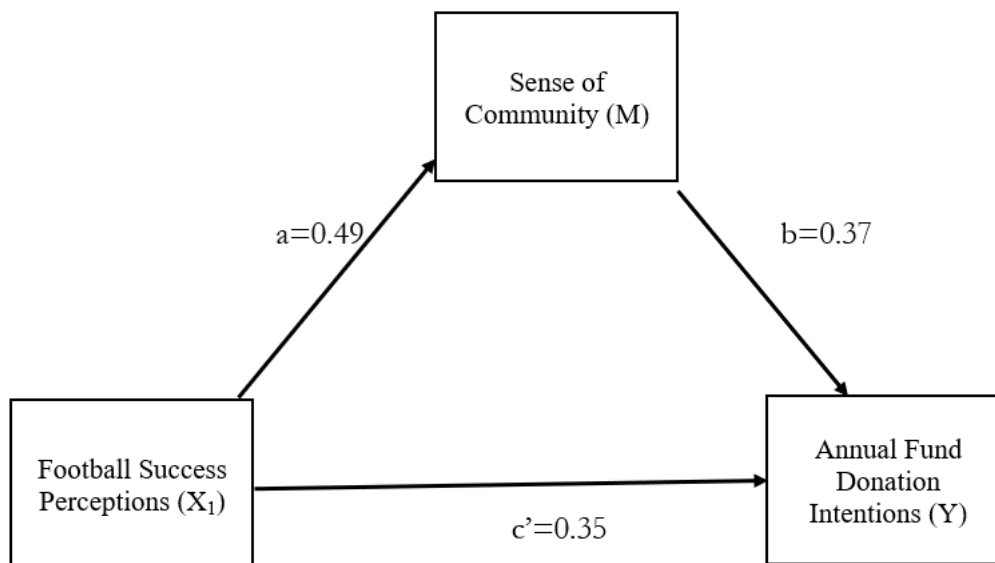 Sense of
Community (M)
a=0.49
b=0.37
Football Success
Perceptions (X₁)
Annual Fund
Donation
Intentions (Y)
c’=0.35